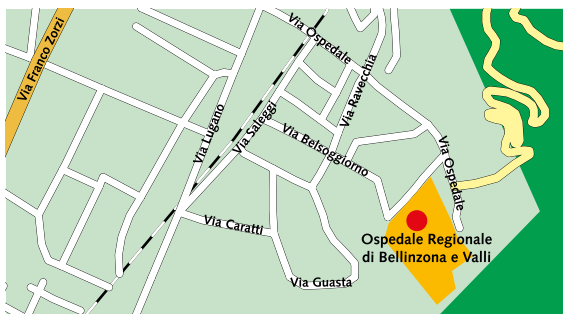 Via Ospedale
Via Franco Zorzi
Via Ravecchia
Via Lugano
Via Saleggi
Via Belsoggiorno
Via Ospedale
Via Caratti
Ospedale Regionale
di Bellinzona e Valli
Via Guasta